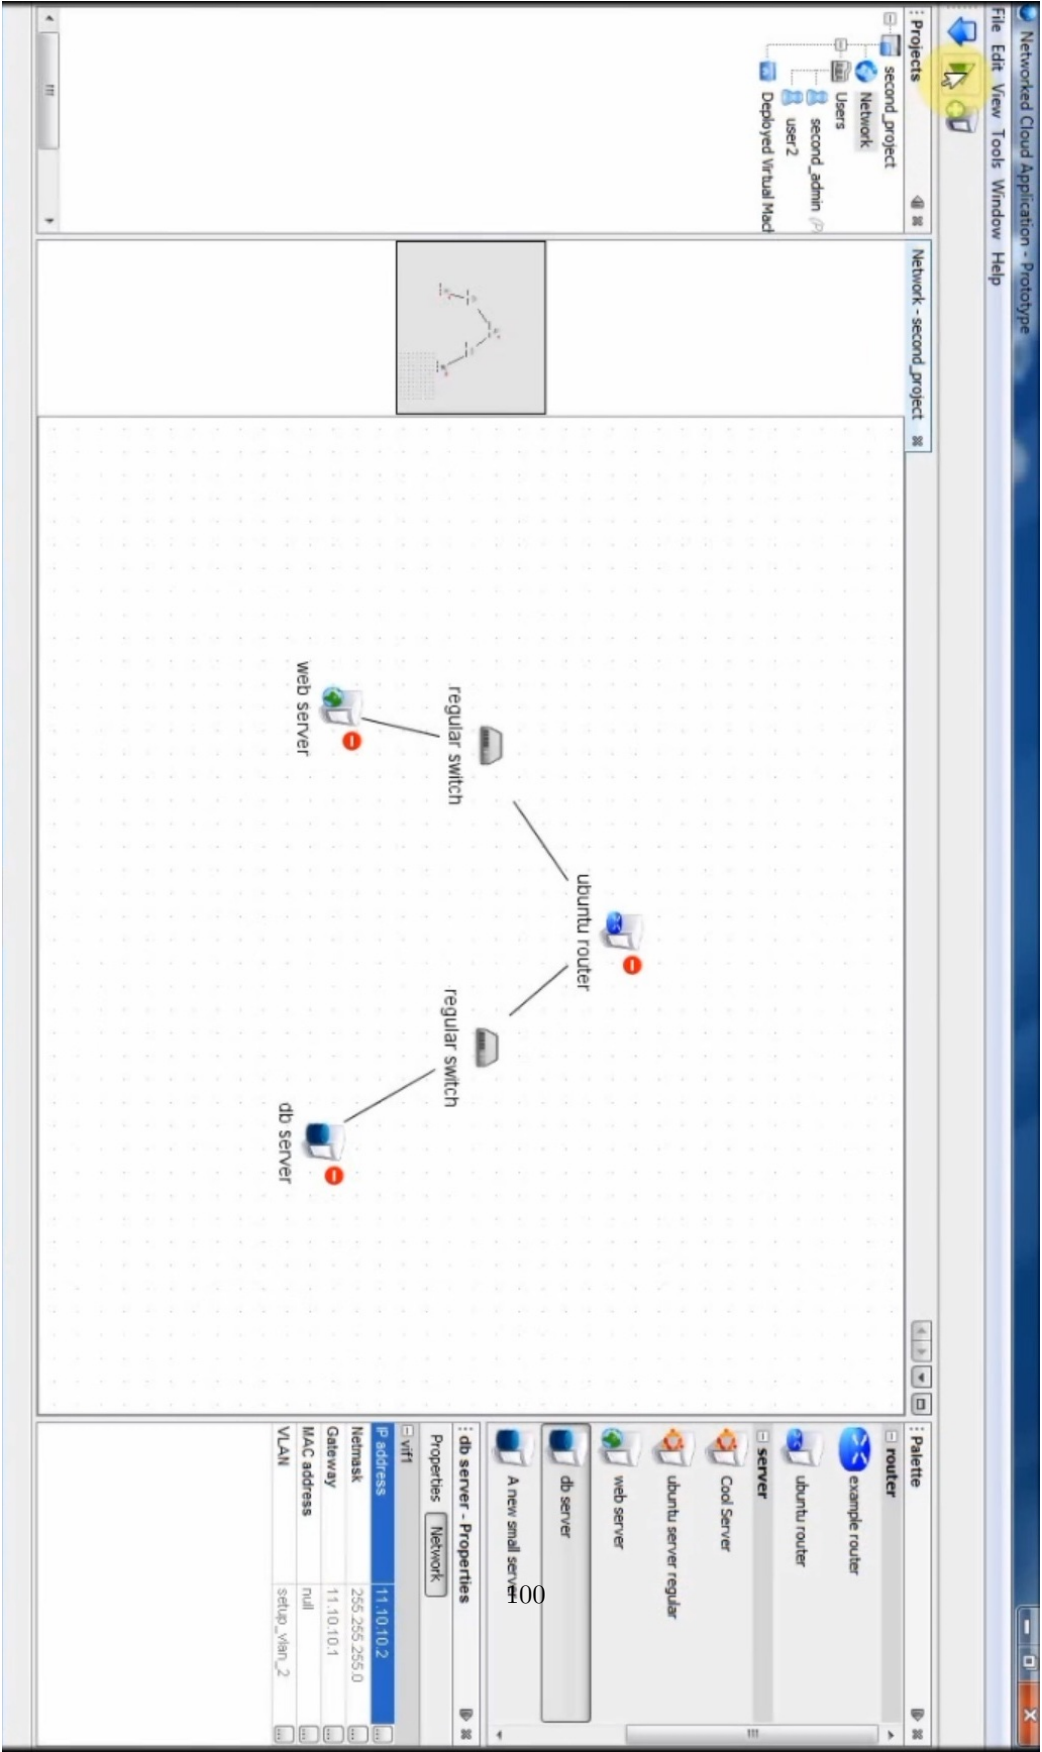 Networked Cloud Application - Prototype
File Edit View Tools Window Help
Projects
second_project
Network
Users
second_admin
user2
Deployed Virtual Mach
Network - second_project
ubuntu router
regular switch
regular switch
web server
db server
Palette
router
example router
ubuntu router
server
Cool Server
ubuntu server regular
web server
db server
A new small server
db server - Properties
Properties Network
vif1
IP address 11.10.10.2
Netmask 255.255.255.0
Gateway 11.10.10.1
MAC address null
VLAN setup_vlan_2
100